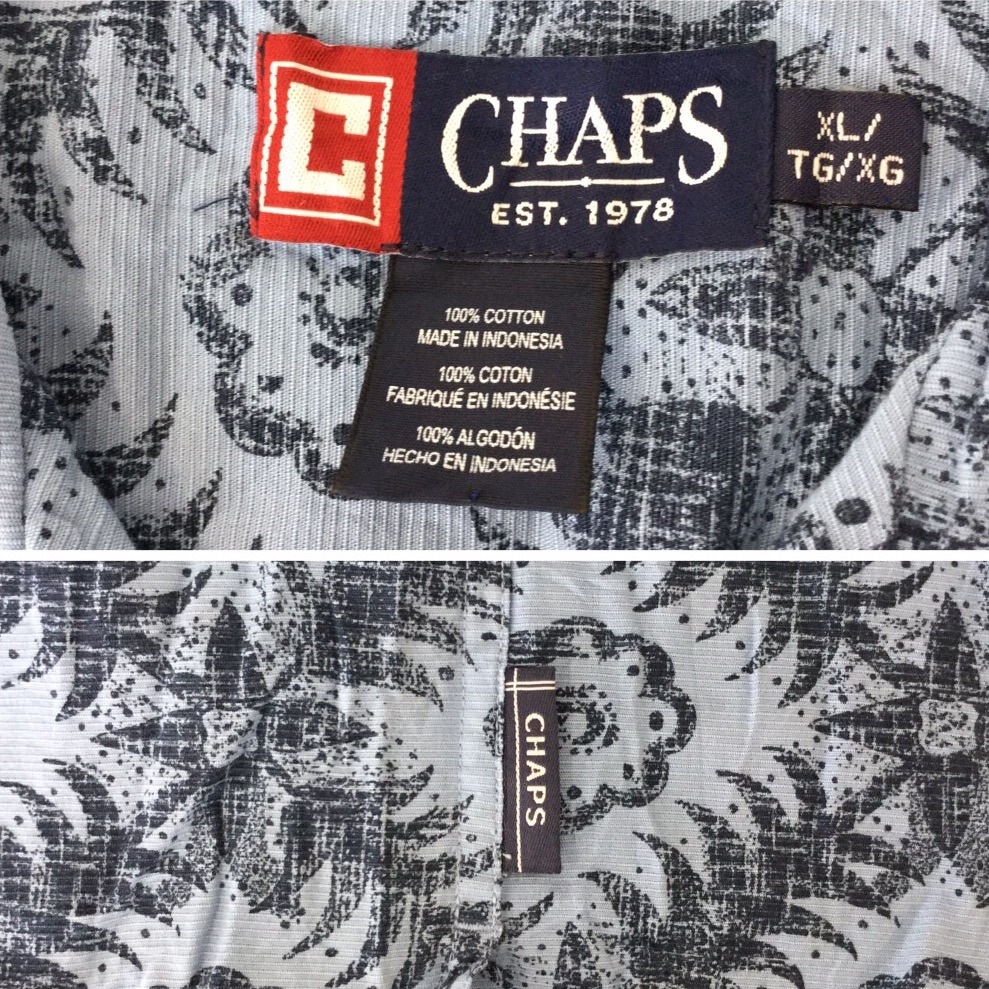 C
CHAPS
EST. 1978
XL/
TG/XG
100% COTTON
MADE IN INDONESIA
100% COTON
FABRIQUÉ EN INDONÉSIE
100% ALGODÓN
HECHO EN INDONESIA
CHAPS